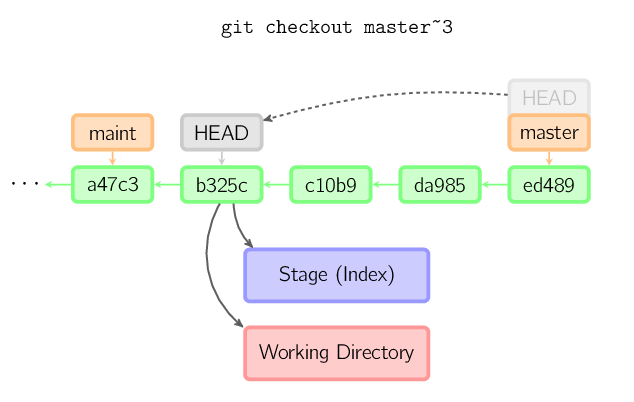 git checkout master~3
HEAD
maint
HEAD
master
... a47c3 b325c c10b9 da985 ed489
Stage (Index)
Working Directory